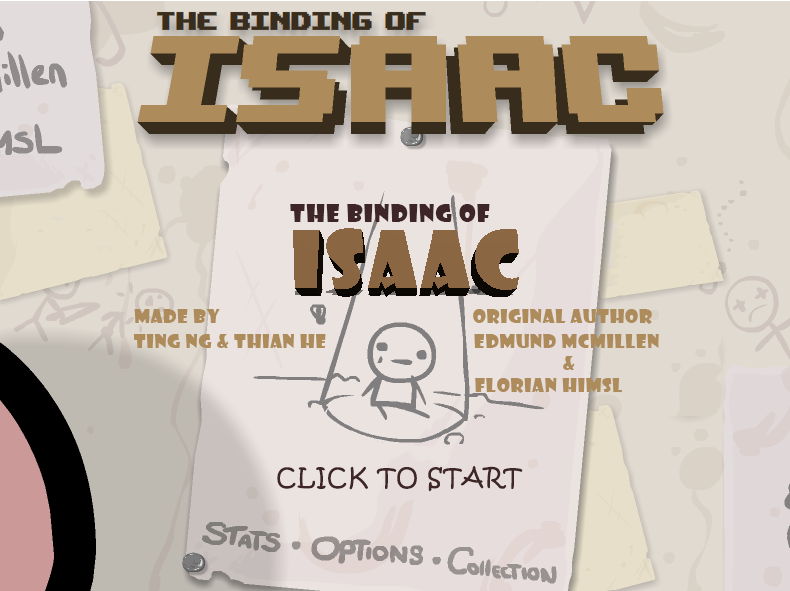 THE BINDING OF
ISAAC
MSL
THE BINDING OF
ISAAC
MADE BY
TING NG & THIAN HE
ORIGINAL AUTHOR
EDMUND MCMILLEN
&
FLORIAN HIMSL
CLICK TO START
STATS • OPTIONS • COLLECTION